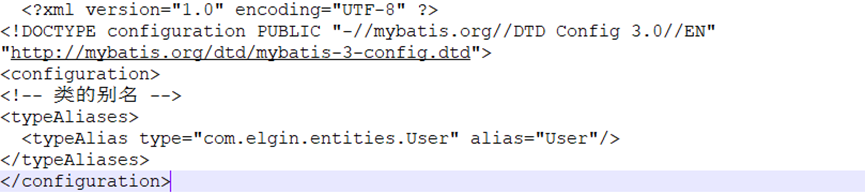 <?xml version="1.0" encoding="UTF-8" ?>
<!DOCTYPE configuration PUBLIC "-//mybatis.org//DTD Config 3.0//EN"
"http://mybatis.org/dtd/mybatis-3-config.dtd">
<configuration>
<!-- 类的别名 -->
<typeAliases>
  <typeAlias type="com.elgin.entities.User" alias="User"/>
</typeAliases>
</configuration>